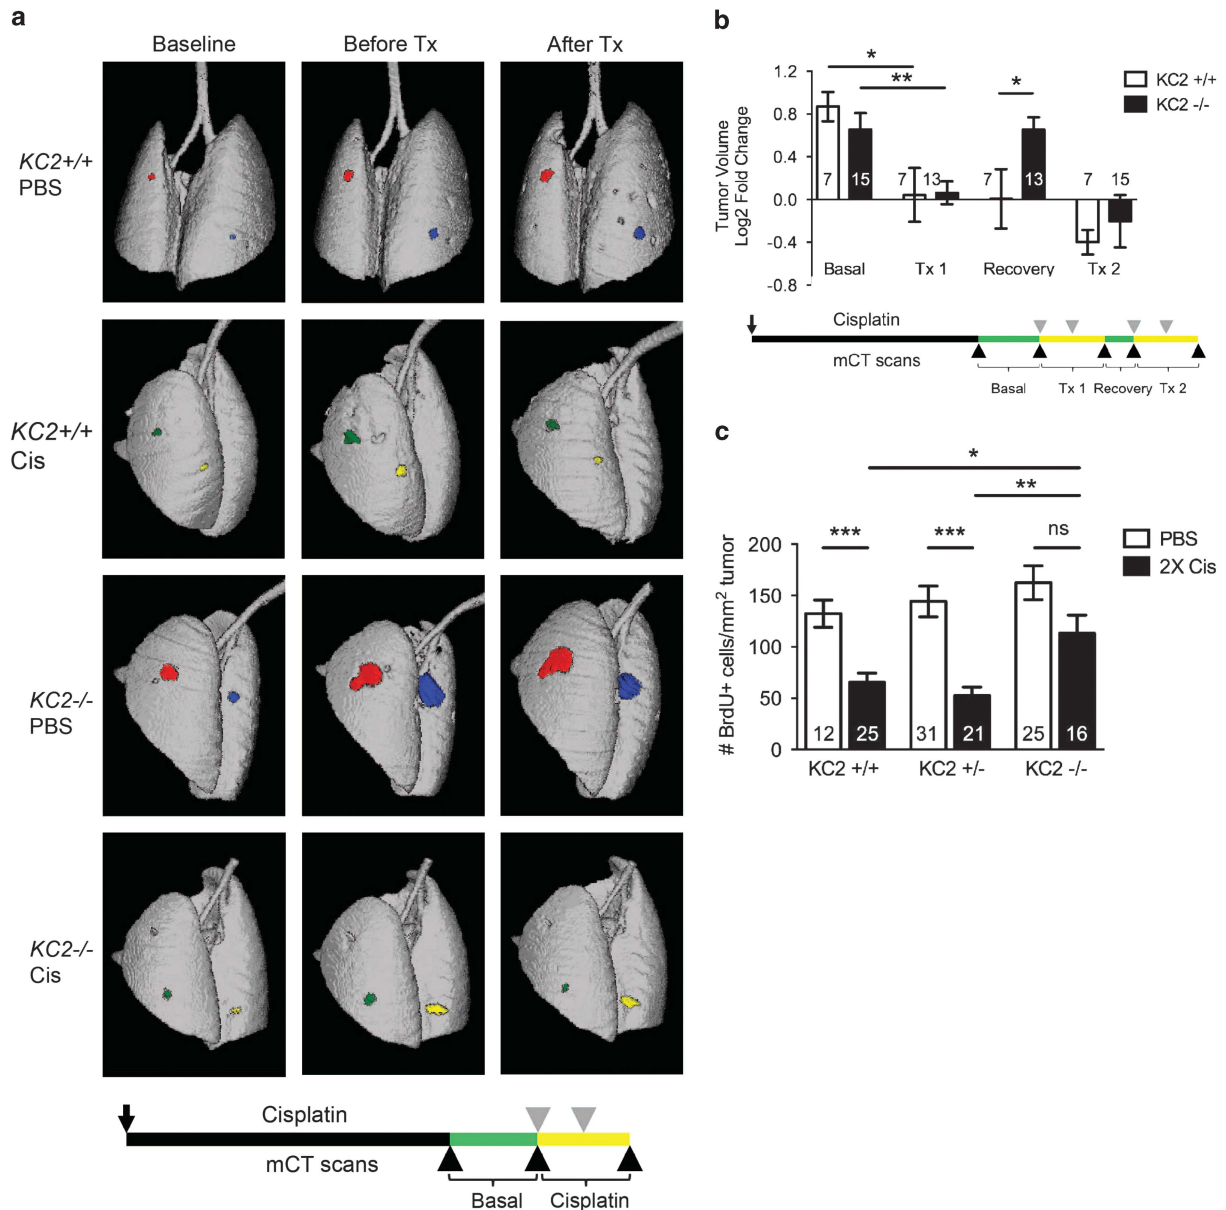 a
Baseline
Before Tx
After Tx
KC2+/+
PBS
KC2+/+
Cis
KC2-/-
PBS
KC2-/-
Cis
Cisplatin
mCT scans
Basal
Cisplatin
b
* ** *
KC2 +/+
KC2 -/-
Tumor Volume
Log2 Fold Change
1.2
0.8
0.4
0.0
-0.4
-0.8
7 15 7 13 7 13 7 15
Basal Tx 1 Recovery Tx 2
Cisplatin
mCT scans
Basal Tx 1 Recovery Tx 2
c
*
**
*** *** ns
PBS
2X Cis
# BrdU+ cells/mm² tumor
200
150
100
50
0
12 25 31 21 25 16
KC2 +/+ KC2 +/- KC2 -/-